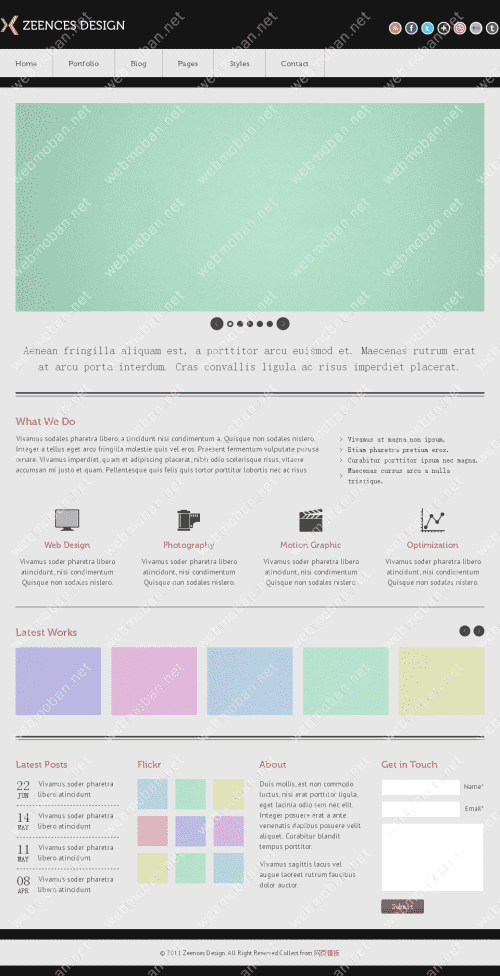 ZEENCES DESIGN
Home Portfolio Blog Pages Styles Contact
Aenean fringilla aliquam est, a porttitor arcu euismod et. Maecenas rutrum erat
at arcu porta interdum. Cras convallis ligula ac risus imperdiet placerat.
What We Do
Vivamus sodales pharetra libero, a tincidunt nisi condimentum a. Quisque non sodales nislero.
Integer a tellus eget arcu fringilla molestie quis vel eros. Praesent fermentum vulputate purus
ornare. Vivamus imperdiet, quam et adipiscing placerat, nibh odio scelerisque risus, vitae
accumsan mi justo et quam. Pellentesque quis felis quis tortor porttitor lobortis nec ac risus.
Vivamus at magna non ipsum.
Etiam pharetra pretium eros.
Curabitur porttitor ipsum nec magna.
Maecenas cursus arcu a nulla
tristique.
Web Design
Vivamus soder pharetra libero
atincidunt, nisi condimentum
Quisque non sodales nislero.
Photography
Vivamus soder pharetra libero
atincidunt, nisi condimentum
Quisque non sodales nislero.
Motion Graphic
Vivamus soder pharetra libero
atincidunt, nisi condimentum
Quisque non sodales nislero.
Optimization
Vivamus soder pharetra libero
atincidunt, nisi condimentum
Quisque non sodales nislero.
Latest Works
Latest Posts
22 JUN
Vivamus soder pharetra
libero atincidunt
14 MAY
Vivamus soder pharetra
libero atincidunt
11 MAY
Vivamus soder pharetra
libero atincidunt
08 APR
Vivamus soder pharetra
libero atincidunt
Flickr
About
Duis mollis, est non commodo
luctus, nisi erat porttitor ligula,
eget lacinia odio sem nec elit.
Integer posuere erat a ante
venenatis dapibus posuere velit
aliquet. Curabitur blandit
tempus porttitor.
Vivamus sagittis lacus vel
augue laoreet rutrum faucibus
dolor auctor.
Get in Touch
Name*
Email*
Submit
© 2011 Zeences Design. All Right Reserved. Collect from 网页模板
webmoban.net